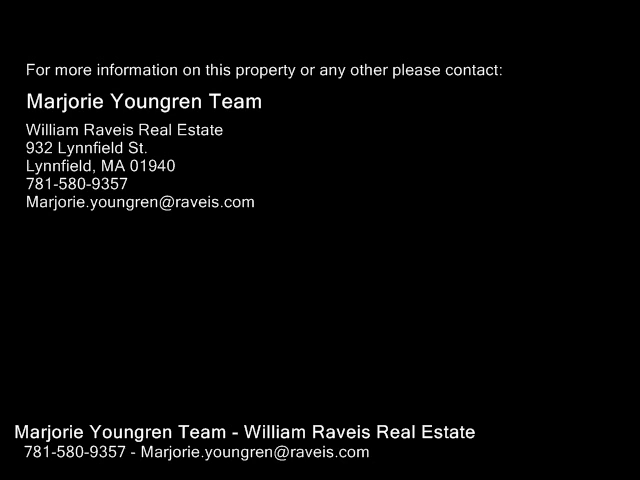 For more information on this property or any other please contact:
Marjorie Youngren Team
William Raveis Real Estate
932 Lynnfield St.
Lynnfield, MA 01940
781-580-9357
Marjorie.youngren@raveis.com
Marjorie Youngren Team - William Raveis Real Estate
781-580-9357 - Marjorie.youngren@raveis.com